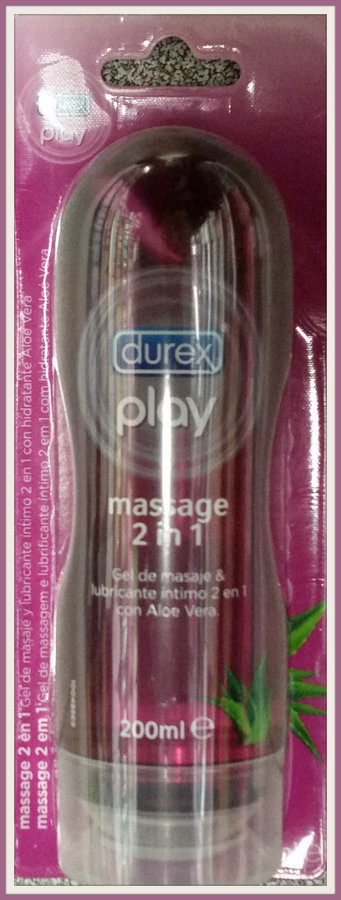 durex
play
durex
play
massage
2 in 1
Gel de masaje &
lubricante íntimo 2 en 1
con Aloe Vera.
200ml e
massage 2 en 1 Gel de masaje y lubricante íntimo 2 en 1 con hidratante Aloe Vera
massage 2 em 1 Gel de massagem e lubrificante íntimo 2 em 1 com hidratante Aloe Vera